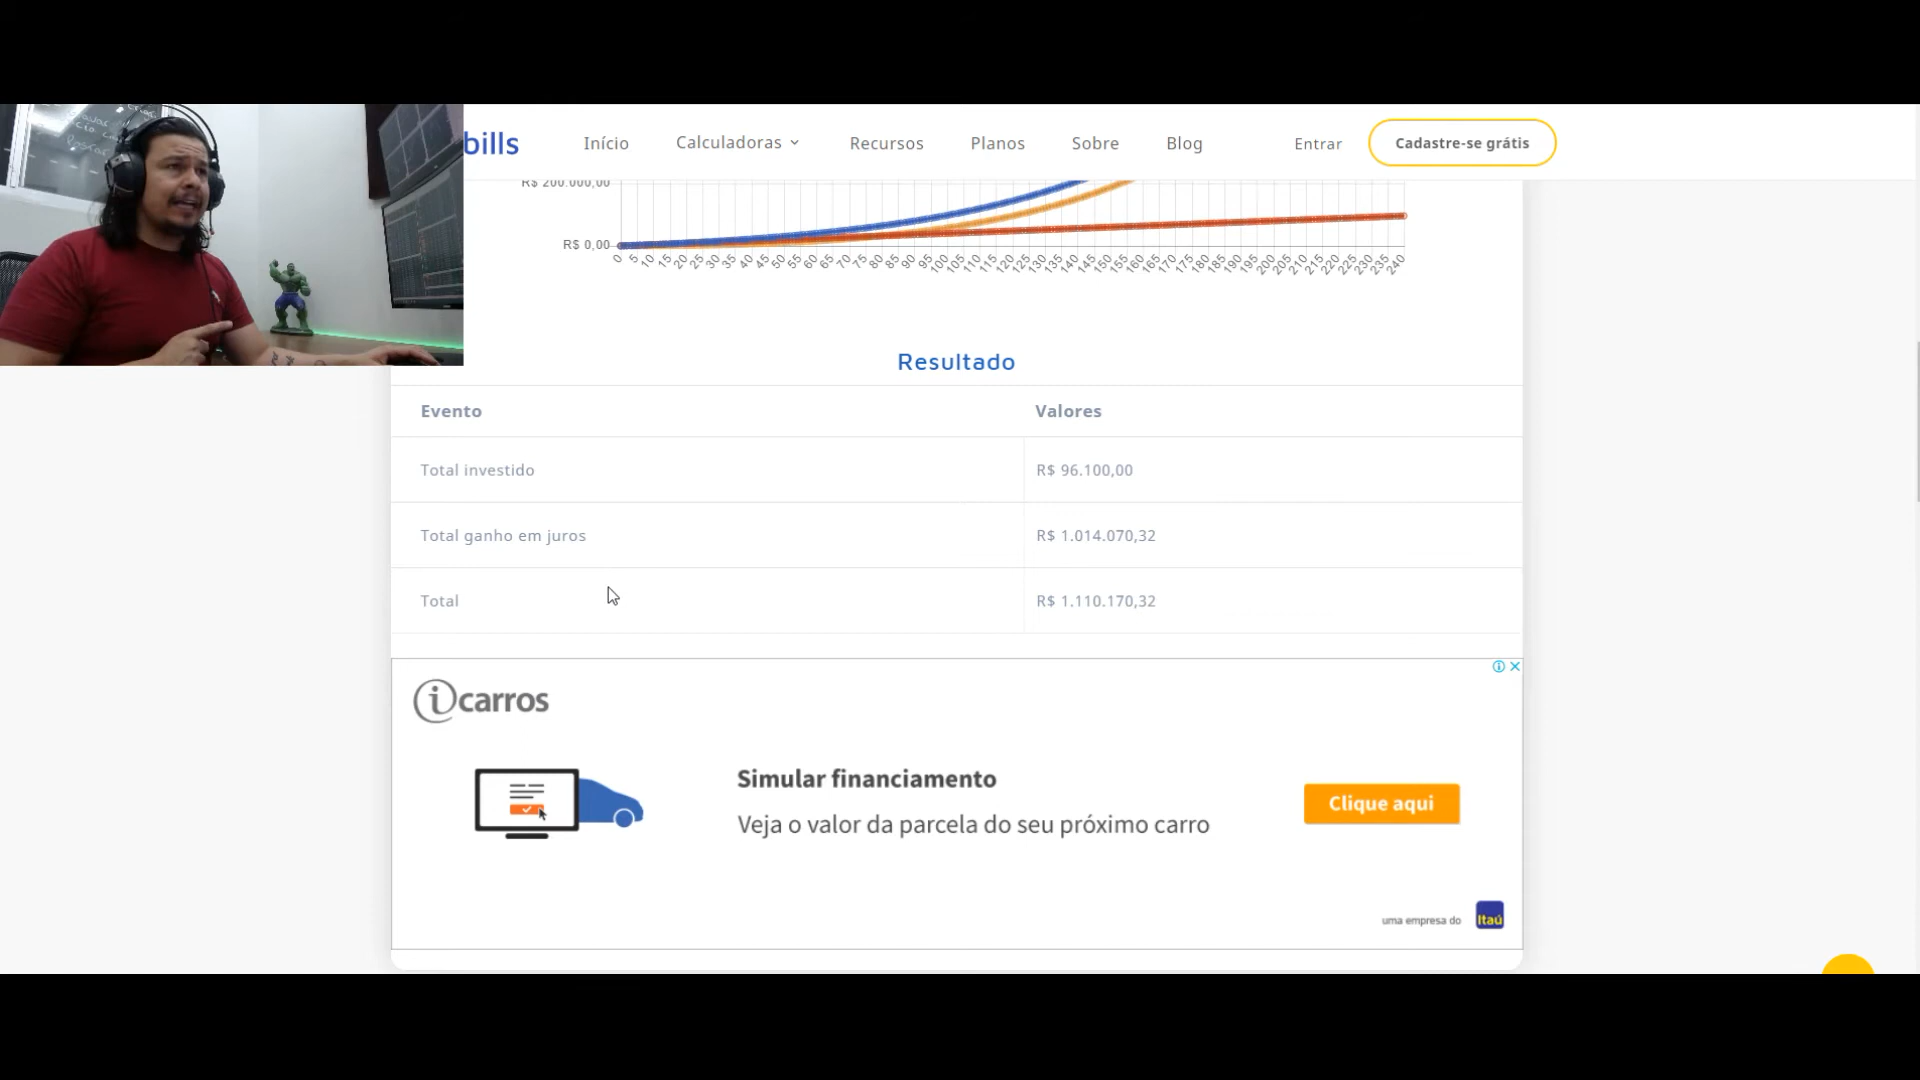 bills
Início
Calculadoras
Recursos
Planos
Sobre
Blog
Entrar
Cadastre-se grátis
R$ 200.000,00
R$ 0,00
0 5 10 15 20 25 30 35 40 45 50 55 60 65 70 75 80 85 90 95 100 105 110 115 120 125 130 135 140 145 150 155 160 165 170 175 180 185 190 195 200 205 210 215 220 225 230 235 240
Resultado
Evento Valores
Total investido R$ 96.100,00
Total ganho em juros R$ 1.014.070,32
Total R$ 1.110.170,32
icarros
Simular financiamento
Veja o valor da parcela do seu próximo carro
Clique aqui
uma empresa do Itaú